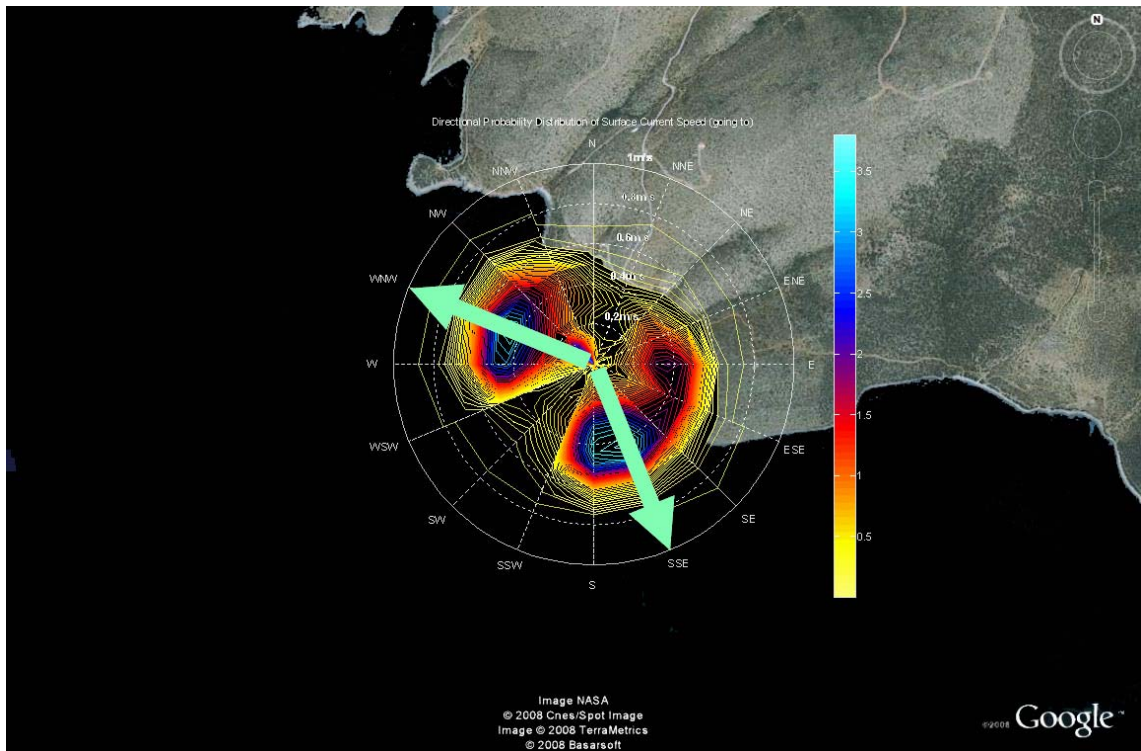 N
Directional Probability Distribution of Surface Current Speed (going to)
N
1m/s
NNW
NNE
0.8m/s
NW
NE
0.6m/s
WNW
0.4m/s
ENE
0.2m/s
W
E
WSW
ESE
SW
SE
SSW
SSE
S
3.5
3
2.5
2
1.5
1
0.5
Image NASA
© 2008 Cnes/Spot Image
Image © 2008 TerraMetrics
© 2008 Basarsoft
©2008 Google™